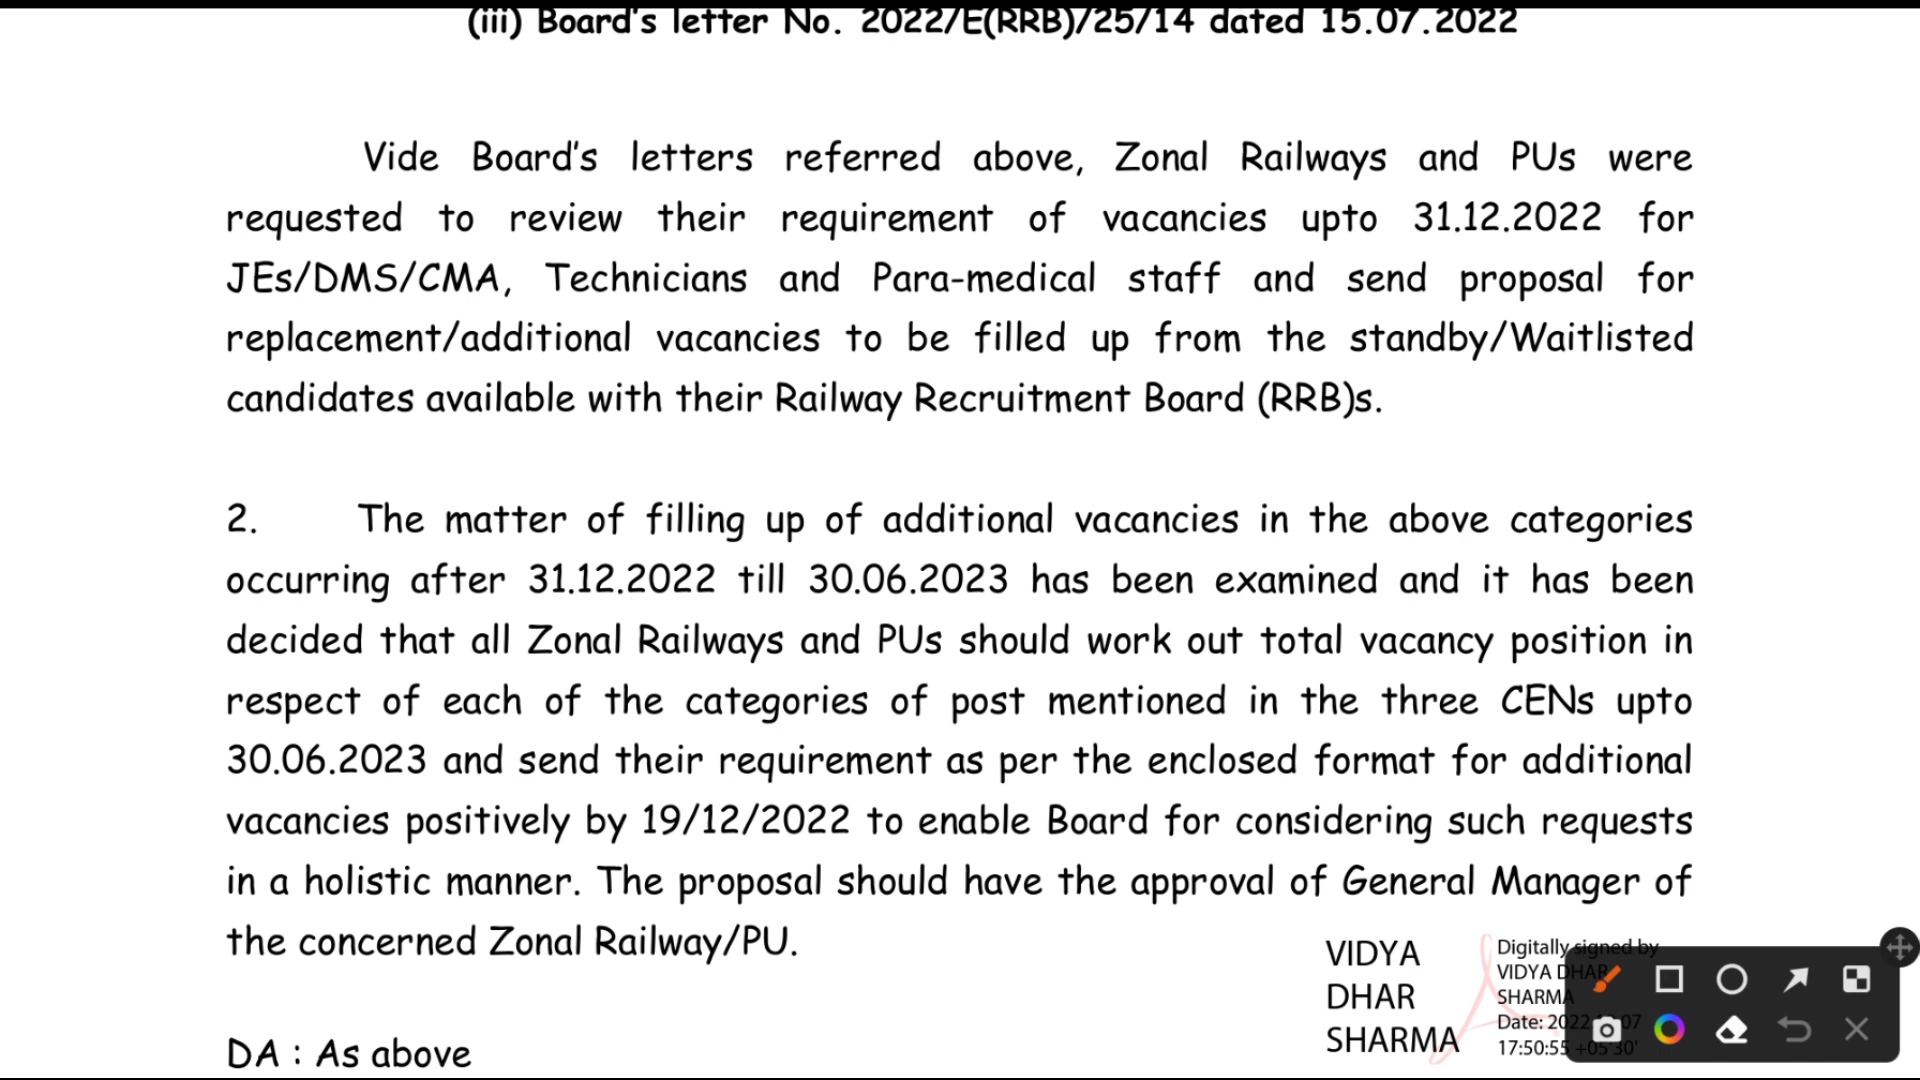 (iii) Board's letter No. 2022/E(RRB)/25/14 dated 15.07.2022
Vide Board's letters referred above, Zonal Railways and PUs were
requested to review their requirement of vacancies upto 31.12.2022 for
JEs/DMS/CMA, Technicians and Para-medical staff and send proposal for
replacement/additional vacancies to be filled up from the standby/Waitlisted
candidates available with their Railway Recruitment Board (RRB)s.
2. The matter of filling up of additional vacancies in the above categories
occurring after 31.12.2022 till 30.06.2023 has been examined and it has been
decided that all Zonal Railways and PUs should work out total vacancy position in
respect of each of the categories of post mentioned in the three CENs upto
30.06.2023 and send their requirement as per the enclosed format for additional
vacancies positively by 19/12/2022 to enable Board for considering such requests
in a holistic manner. The proposal should have the approval of General Manager of
the concerned Zonal Railway/PU.
VIDYA
DHAR
SHARMA
Digitally signed by
VIDYA DHAR
SHARMA
Date: 2022 07
17:50:55 +05'30'
DA : As above